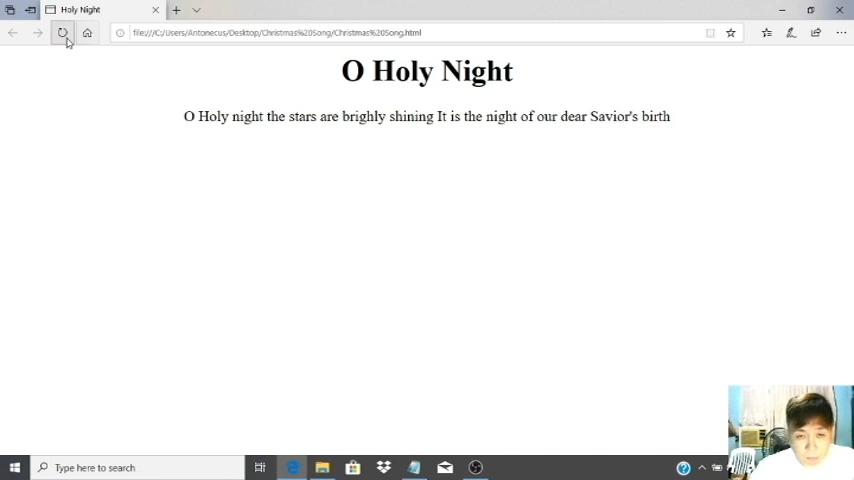 Holy Night
file:///C:/Users/Antonecus/Desktop/Christmas%20Song/Christmas%20Song.html
O Holy Night
O Holy night the stars are brighly shining It is the night of our dear Savior's birth
Type here to search